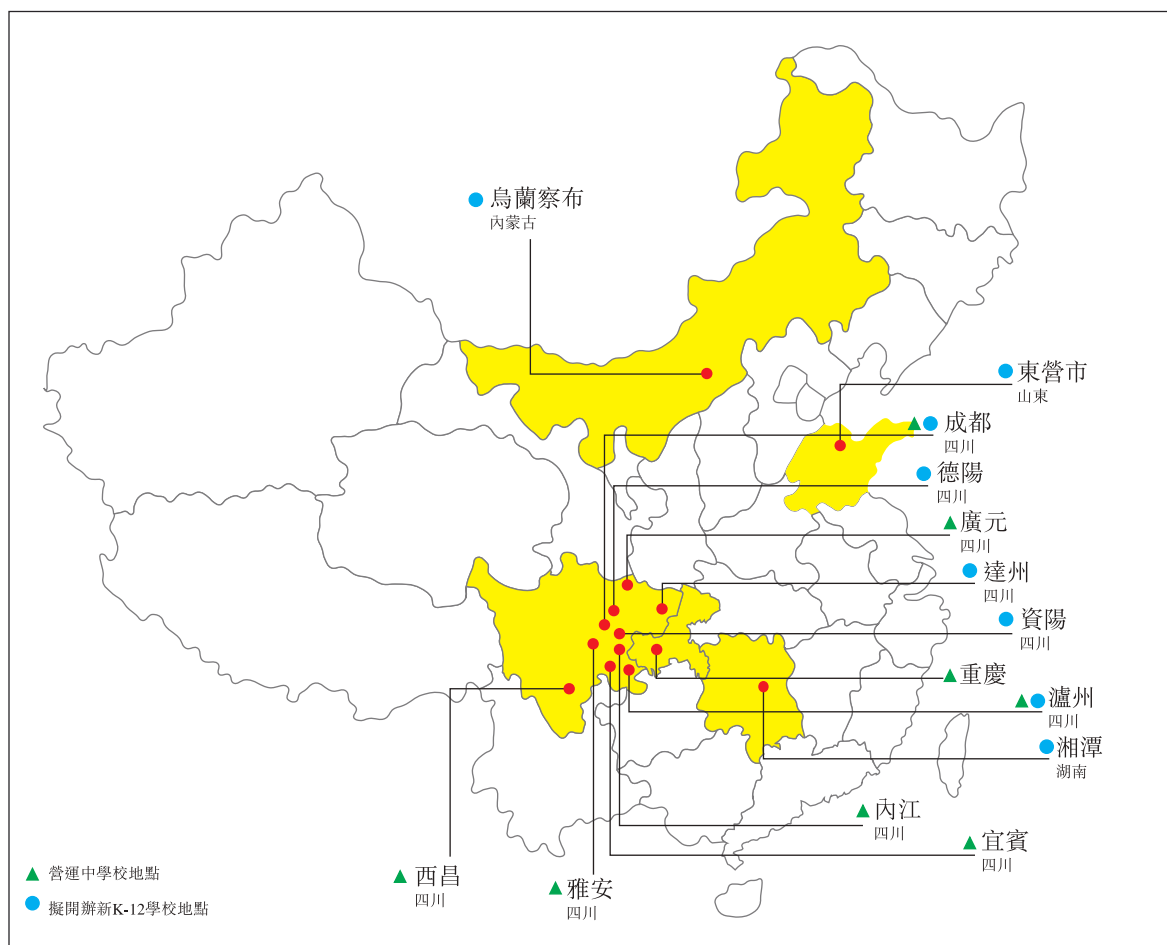 烏蘭察布
內蒙古
東營市
山東
成都
四川
德陽
四川
廣元
四川
達州
四川
資陽
四川
重慶
瀘州
四川
湘潭
湖南
內江
四川
宜賓
四川
西昌
四川
雅安
四川
營運中學校地點
擬開辦新K-12學校地點